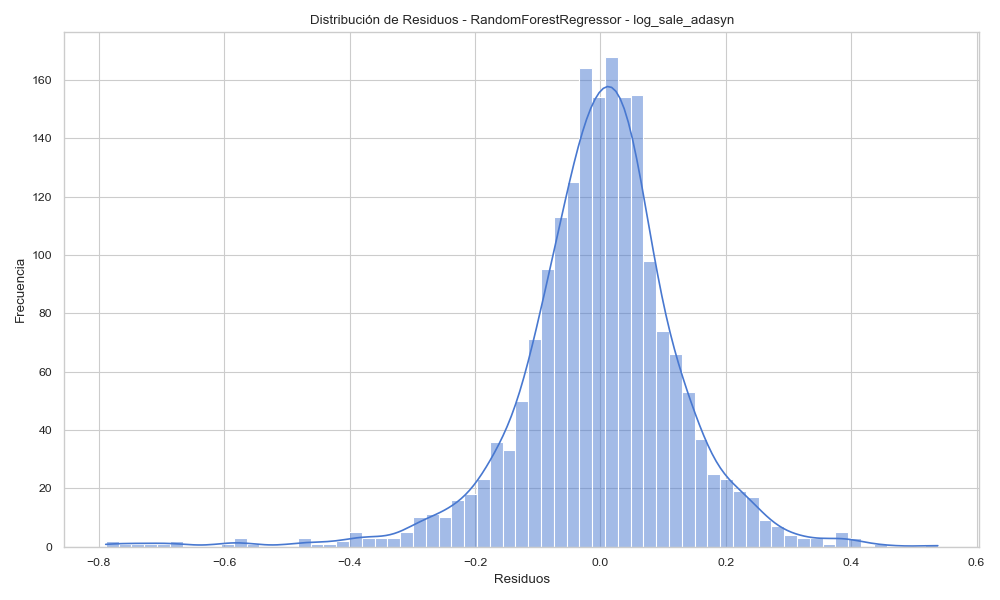 Distribución de Residuos - RandomForestRegressor - log_sale_adasyn
160
140
120
100
80
60
40
20
0
Frecuencia
−0.8 −0.6 −0.4 −0.2 0.0 0.2 0.4 0.6
Residuos